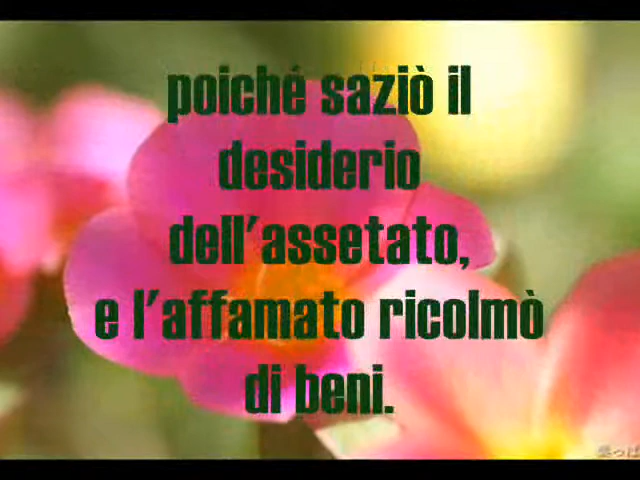 poiché saziò il
desiderio
dell'assetato,
e l'affamato ricolmò
di beni.